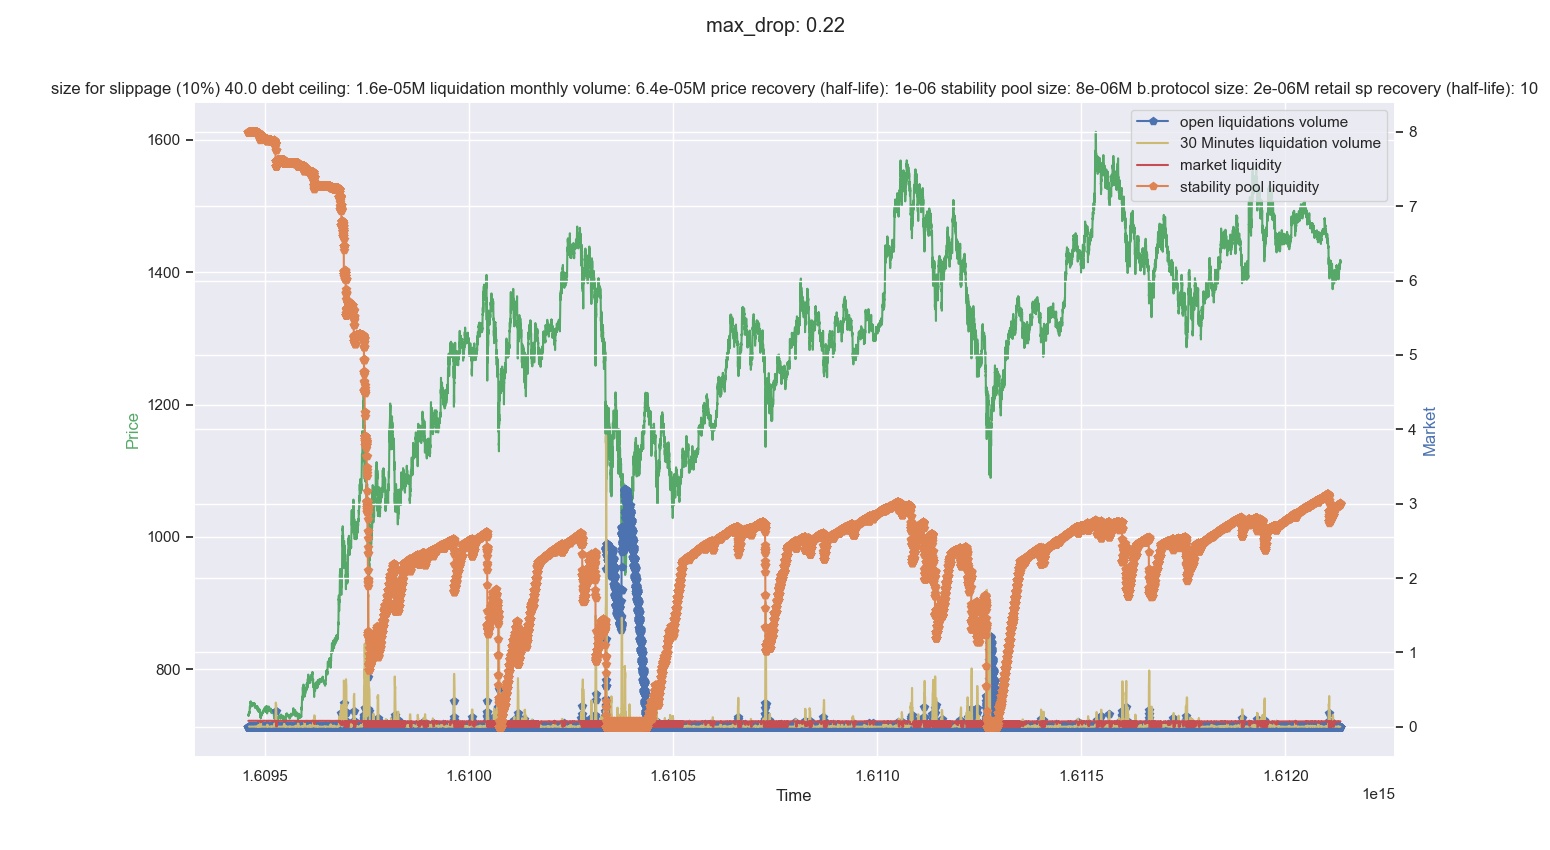 max_drop: 0.22
size for slippage (10%) 40.0 debt ceiling: 1.6e-05M liquidation monthly volume: 6.4e-05M price recovery (half-life): 1e-06 stability pool size: 8e-06M b.protocol size: 2e-06M retail sp recovery (half-life): 10
open liquidations volume
30 Minutes liquidation volume
market liquidity
stability pool liquidity
1600
1400
1200
1000
800
Price
8
7
6
5
4
3
2
1
0
Market
1.6095 1.6100 1.6105 1.6110 1.6115 1.6120
Time
1e15